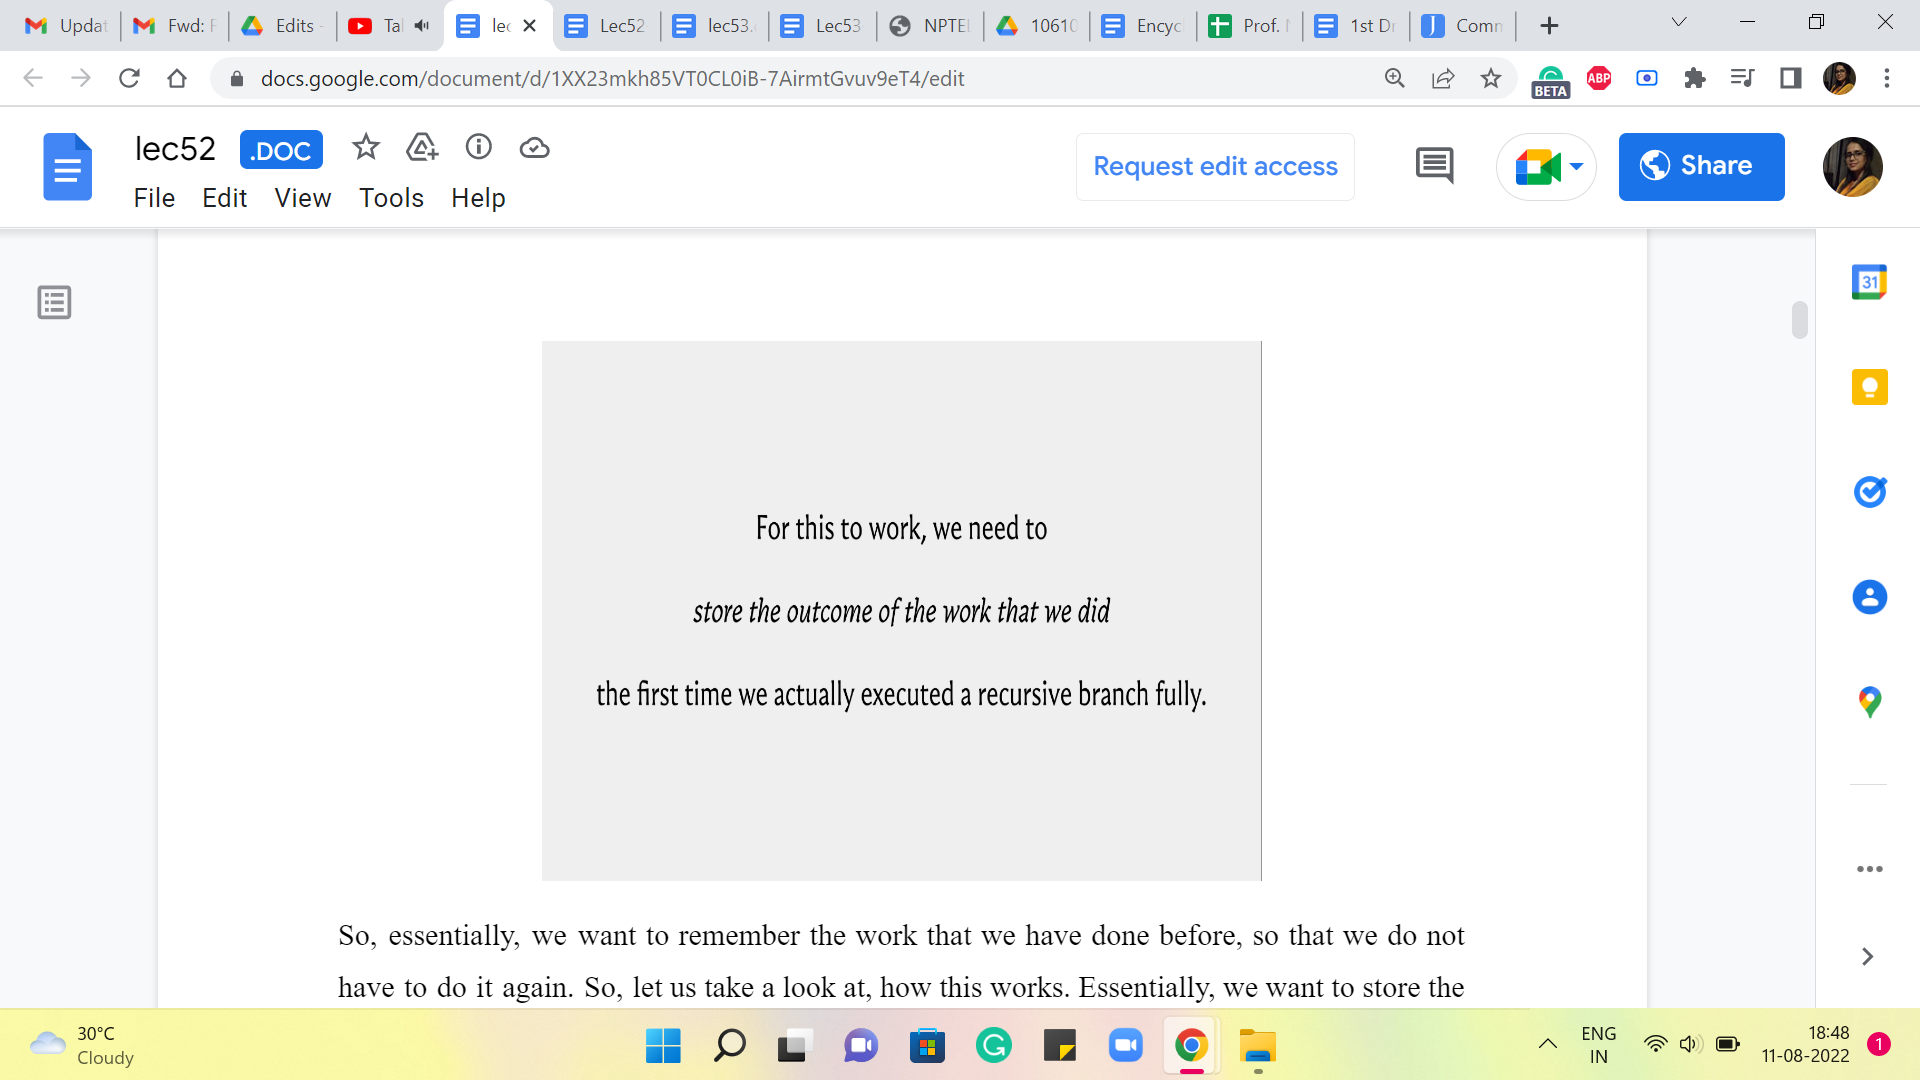 Updat
Fwd: F
Edits -
Tal
lec
Lec52
lec53.
Lec53
NPTEL
10610
Encyc
Prof. N
1st Dr
Comm
docs.google.com/document/d/1XX23mkh85VT0CL0iB-7AirmtGvuv9eT4/edit
ABP
BETA
lec52
.DOC
File Edit View Tools Help
Request edit access
Share
31
For this to work, we need to
store the outcome of the work that we did
the first time we actually executed a recursive branch fully.
So, essentially, we want to remember the work that we have done before, so that we do not
have to do it again. So, let us take a look at, how this works. Essentially, we want to store the
30°C
Cloudy
ENG
IN
18:48
11-08-2022
1